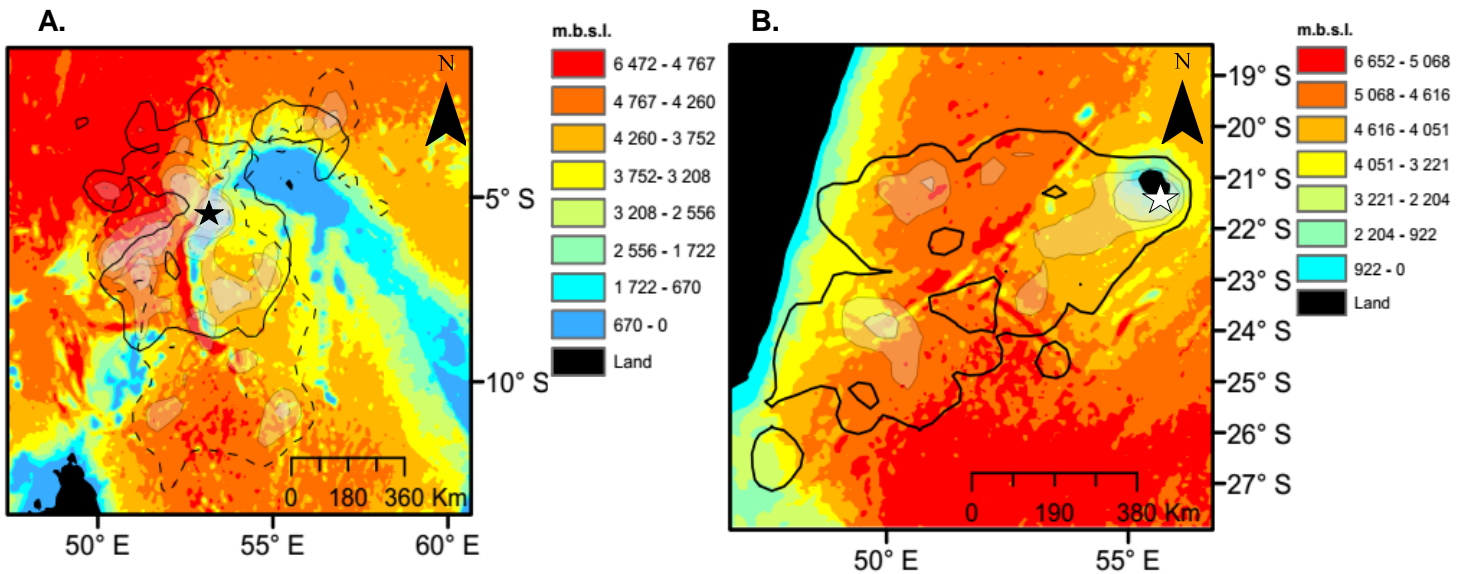 A.
m.b.s.l.
6 472 - 4 767
4 767 - 4 260
4 260 - 3 752
3 752- 3 208
3 208 - 2 556
2 556 - 1 722
1 722 - 670
670 - 0
Land
N
5° S
10° S
0 180 360 Km
50° E 55° E 60° E
B.
m.b.s.l.
6 652 - 5 068
5 068 - 4 616
4 616 - 4 051
4 051 - 3 221
3 221 - 2 204
2 204 - 922
922 - 0
Land
N
19° S
20° S
21° S
22° S
23° S
24° S
25° S
26° S
27° S
0 190 380 Km
50° E 55° E